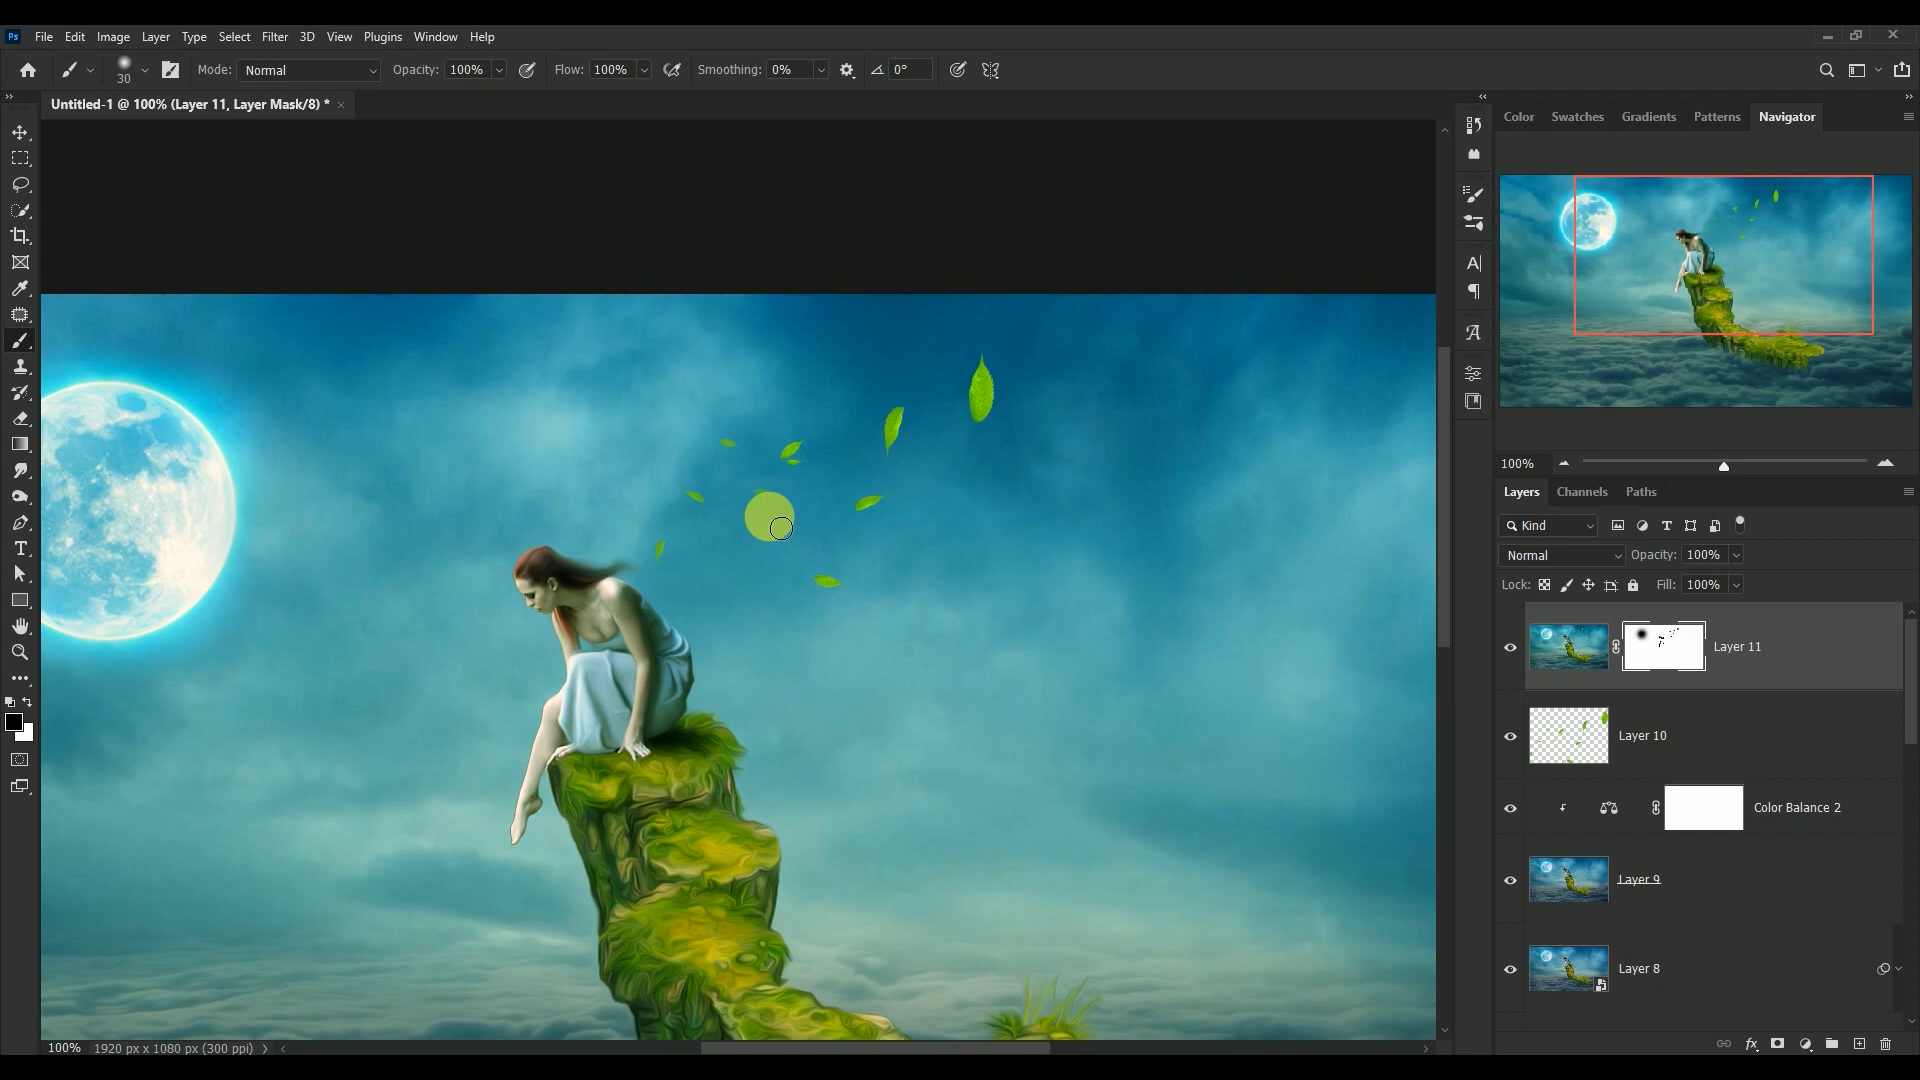 Ps File Edit Image Layer Type Select Filter 3D View Plugins Window Help
30 Mode: Normal Opacity: 100% Flow: 100% Smoothing: 0% 0°
Untitled-1 @ 100% (Layer 11, Layer Mask/8) *
Color Swatches Gradients Patterns Navigator
100%
Layers Channels Paths
Kind
Normal Opacity: 100%
Lock: Fill: 100%
Layer 11
Layer 10
Color Balance 2
Layer 9
Layer 8
100% 1920 px x 1080 px (300 ppi)